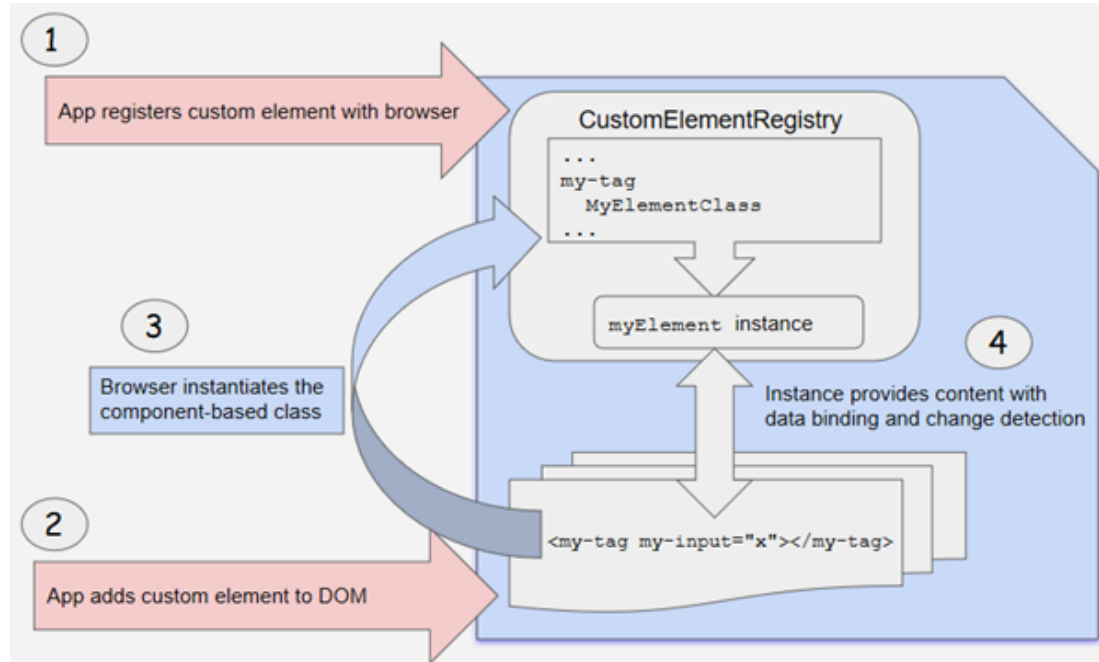 1
App registers custom element with browser
CustomElementRegistry
...
my-tag
MyElementClass
...
myElement instance
3
Browser instantiates the
component-based class
4
Instance provides content with
data binding and change detection
2
App adds custom element to DOM
<my-tag my-input="x"></my-tag>